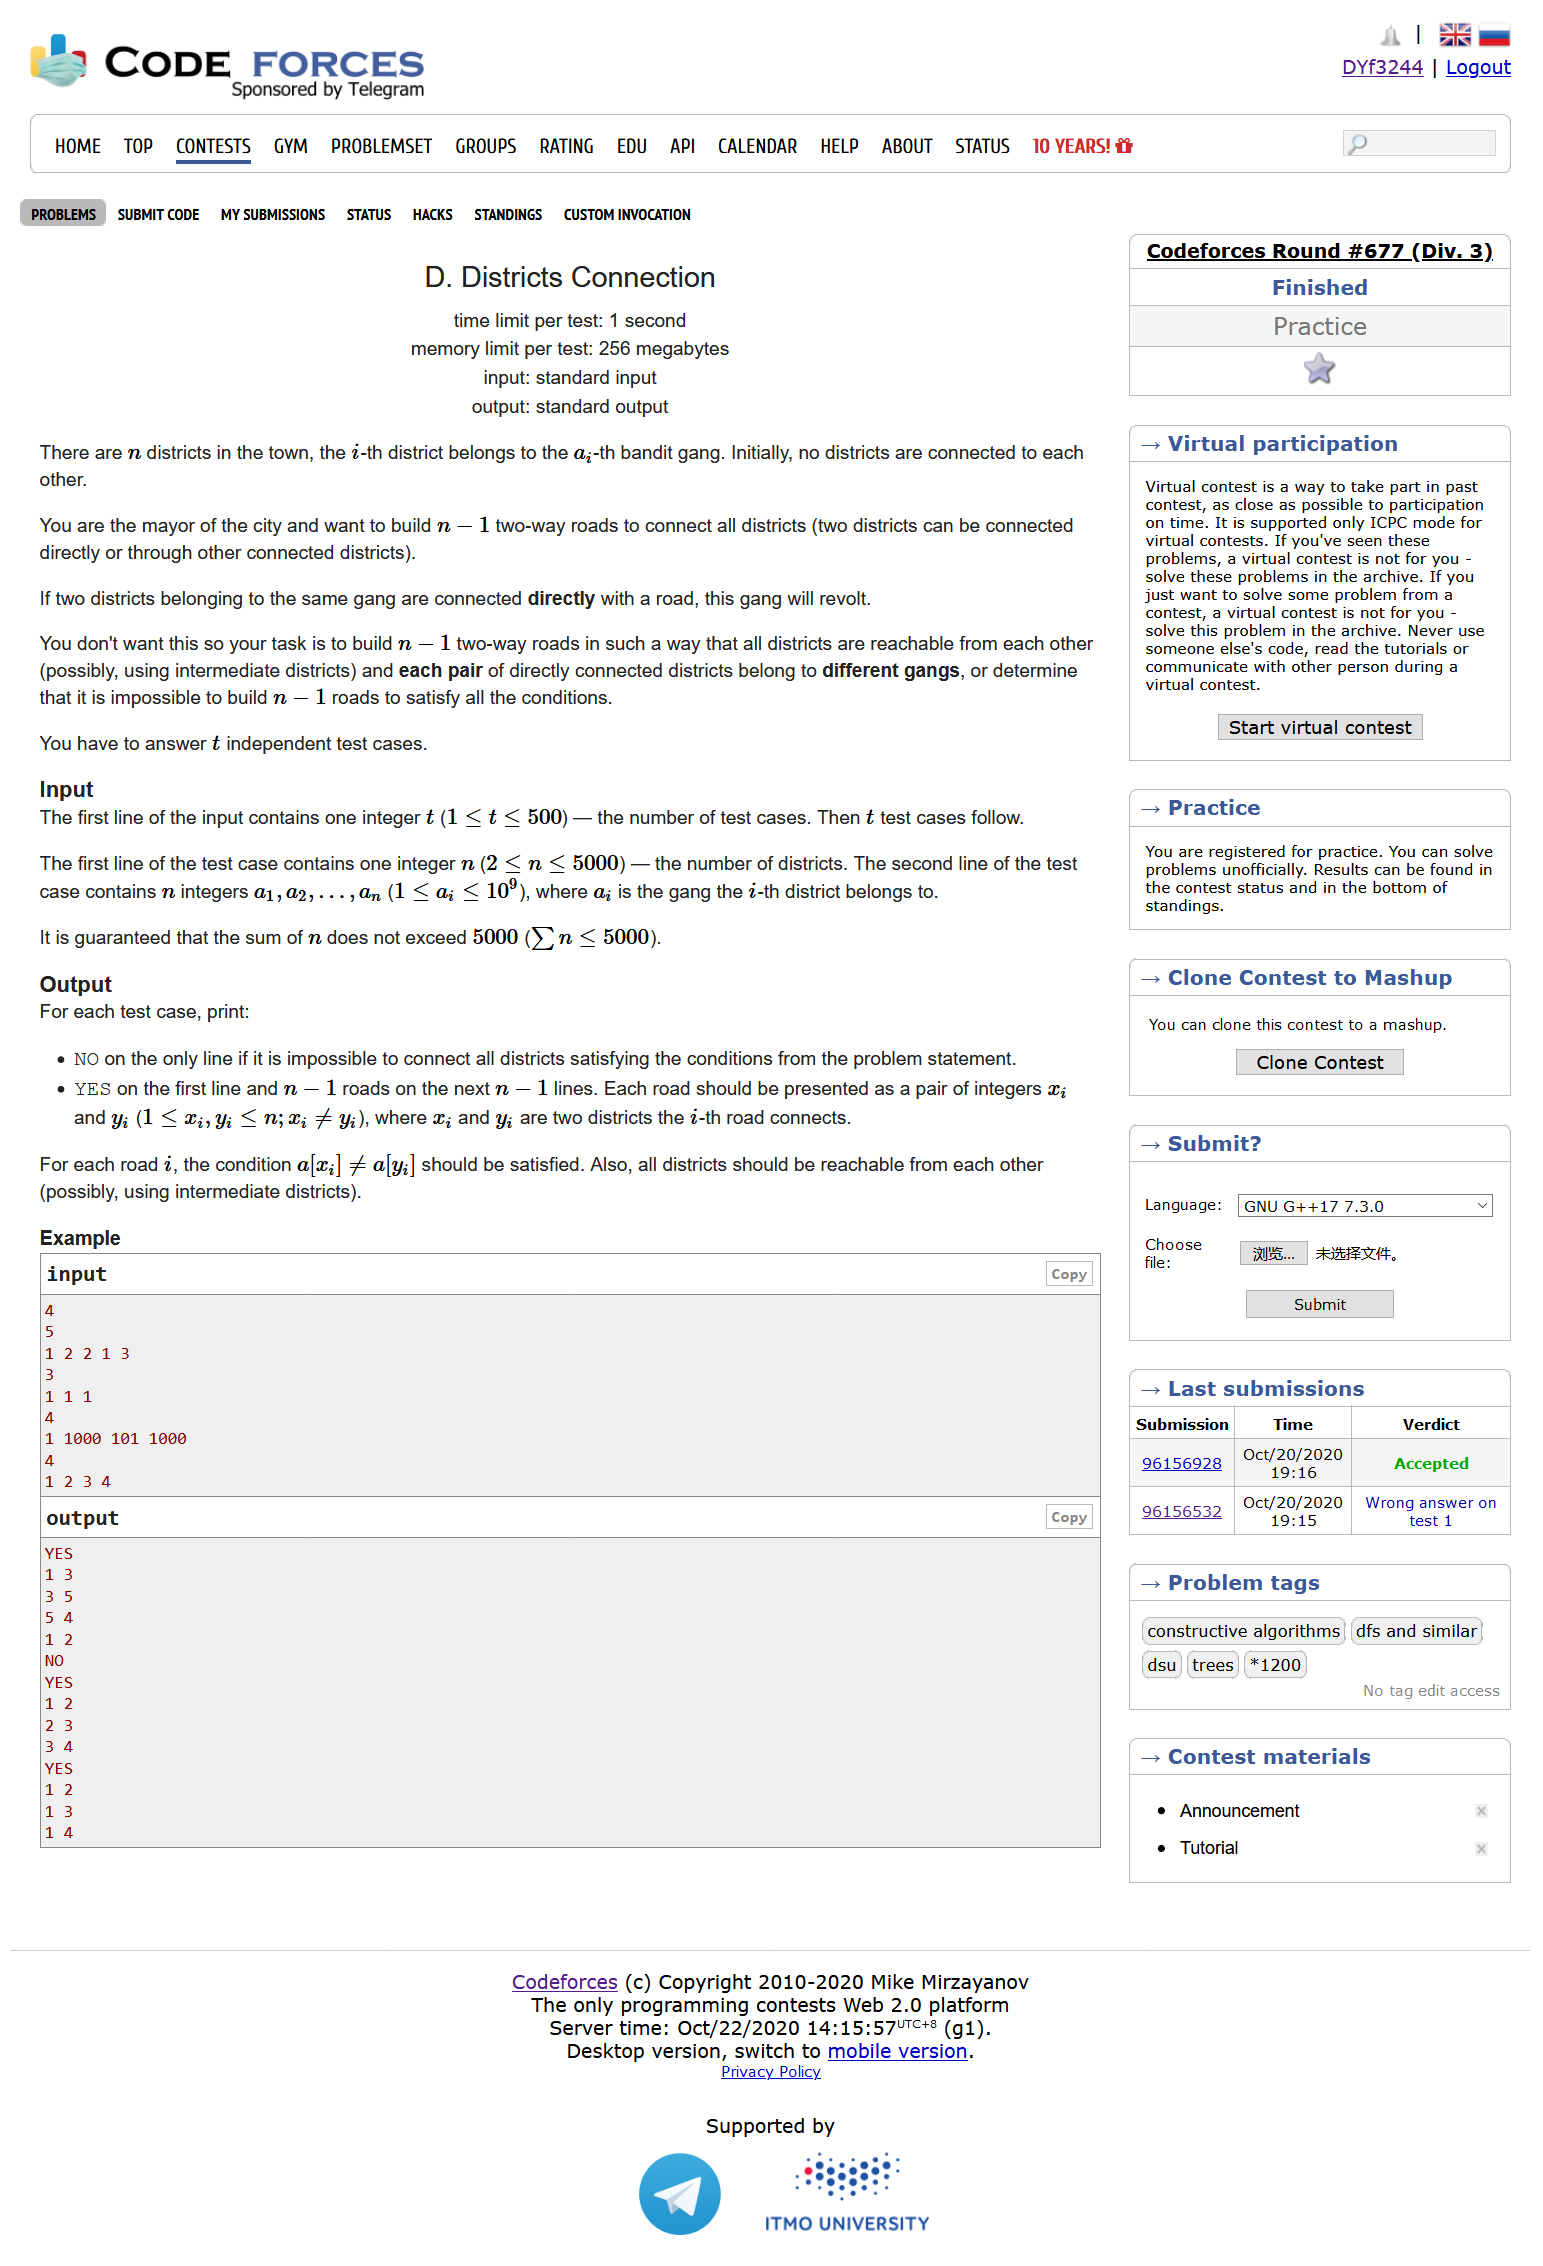 CODE FORCES
Sponsored by Telegram
|
DYf3244 | Logout
HOME TOP CONTESTS GYM PROBLEMSET GROUPS RATING EDU API CALENDAR HELP ABOUT STATUS 10 YEARS!
PROBLEMS SUBMIT CODE MY SUBMISSIONS STATUS HACKS STANDINGS CUSTOM INVOCATION
D. Districts Connection
time limit per test: 1 second
memory limit per test: 256 megabytes
input: standard input
output: standard output
There are n districts in the town, the i-th district belongs to the a_i-th bandit gang. Initially, no districts are connected to each
other.
You are the mayor of the city and want to build n − 1 two-way roads to connect all districts (two districts can be connected
directly or through other connected districts).
If two districts belonging to the same gang are connected directly with a road, this gang will revolt.
You don't want this so your task is to build n − 1 two-way roads in such a way that all districts are reachable from each other
(possibly, using intermediate districts) and each pair of directly connected districts belong to different gangs, or determine
that it is impossible to build n − 1 roads to satisfy all the conditions.
You have to answer t independent test cases.
Input
The first line of the input contains one integer t (1 ≤ t ≤ 500) — the number of test cases. Then t test cases follow.
The first line of the test case contains one integer n (2 ≤ n ≤ 5000) — the number of districts. The second line of the test
case contains n integers a_1, a_2, …, a_n (1 ≤ a_i ≤ 10^9), where a_i is the gang the i-th district belongs to.
It is guaranteed that the sum of n does not exceed 5000 (∑ n ≤ 5000).
Output
For each test case, print:
• NO on the only line if it is impossible to connect all districts satisfying the conditions from the problem statement.
• YES on the first line and n − 1 roads on the next n − 1 lines. Each road should be presented as a pair of integers x_i
and y_i (1 ≤ x_i, y_i ≤ n; x_i ≠ y_i), where x_i and y_i are two districts the i-th road connects.
For each road i, the condition a[x_i] ≠ a[y_i] should be satisfied. Also, all districts should be reachable from each other
(possibly, using intermediate districts).
Example
input
Copy
4
5
1 2 2 1 3
3
1 1 1
4
1 1000 101 1000
4
1 2 3 4
output
Copy
YES
1 3
3 5
5 4
1 2
NO
YES
1 2
2 3
3 4
YES
1 2
1 3
1 4
Codeforces Round #677 (Div. 3)
Finished
Practice
→ Virtual participation
Virtual contest is a way to take part in past
contest, as close as possible to participation
on time. It is supported only ICPC mode for
virtual contests. If you've seen these
problems, a virtual contest is not for you -
solve these problems in the archive. If you
just want to solve some problem from a
contest, a virtual contest is not for you -
solve this problem in the archive. Never use
someone else's code, read the tutorials or
communicate with other person during a
virtual contest.
Start virtual contest
→ Practice
You are registered for practice. You can solve
problems unofficially. Results can be found in
the contest status and in the bottom of
standings.
→ Clone Contest to Mashup
You can clone this contest to a mashup.
Clone Contest
→ Submit?
Language: GNU G++17 7.3.0
Choose
file:
浏览... 未选择文件。
Submit
→ Last submissions
Submission Time Verdict
96156928 Oct/20/2020 19:16 Accepted
96156532 Oct/20/2020 19:15 Wrong answer on test 1
→ Problem tags
constructive algorithms dfs and similar
dsu trees *1200
No tag edit access
→ Contest materials
• Announcement
• Tutorial
Codeforces (c) Copyright 2010-2020 Mike Mirzayanov
The only programming contests Web 2.0 platform
Server time: Oct/22/2020 14:15:57 UTC+8 (g1).
Desktop version, switch to mobile version.
Privacy Policy
Supported by
ITMO UNIVERSITY